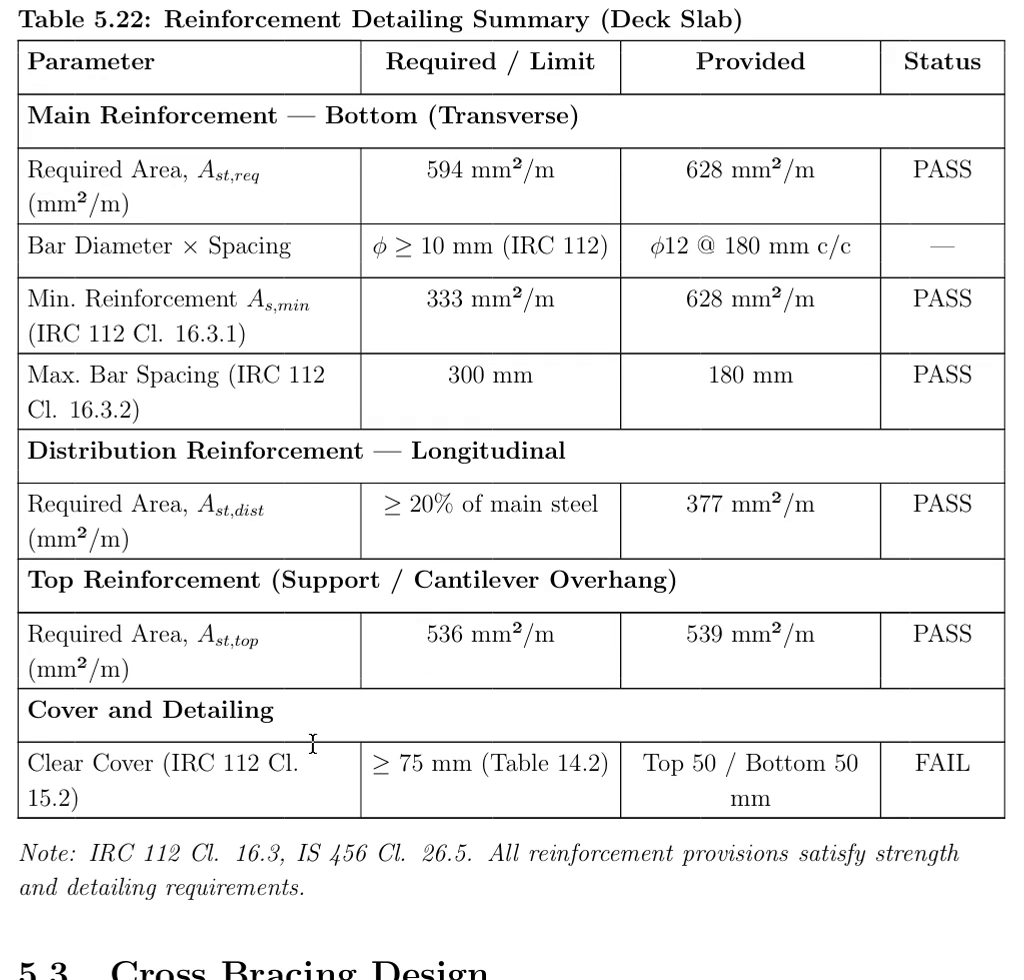 Table 5.22: Reinforcement Detailing Summary (Deck Slab)
Parameter Required / Limit Provided Status
Main Reinforcement — Bottom (Transverse)
Required Area, A_{st,req} 594 mm²/m 628 mm²/m PASS
(mm²/m)
Bar Diameter × Spacing ϕ ≥ 10 mm (IRC 112) ϕ12 @ 180 mm c/c —
Min. Reinforcement A_{s,min} 333 mm²/m 628 mm²/m PASS
(IRC 112 Cl. 16.3.1)
Max. Bar Spacing (IRC 112 300 mm 180 mm PASS
Cl. 16.3.2)
Distribution Reinforcement — Longitudinal
Required Area, A_{st,dist} ≥ 20% of main steel 377 mm²/m PASS
(mm²/m)
Top Reinforcement (Support / Cantilever Overhang)
Required Area, A_{st,top} 536 mm²/m 539 mm²/m PASS
(mm²/m)
Cover and Detailing
Clear Cover (IRC 112 Cl. ≥ 75 mm (Table 14.2) Top 50 / Bottom 50 FAIL
15.2) mm
Note: IRC 112 Cl. 16.3, IS 456 Cl. 26.5. All reinforcement provisions satisfy strength
and detailing requirements.
5.3 Cross Bracing Design